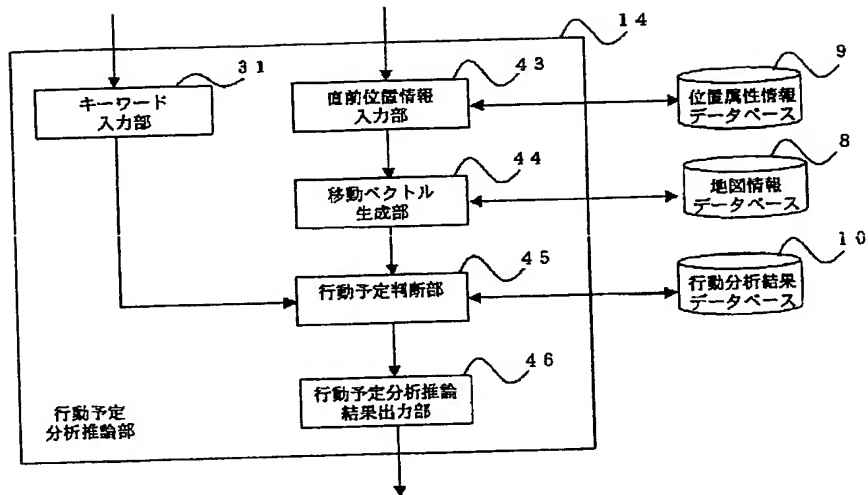 １４
３１
キーワード
入力部
４３
直前位置情報
入力部
９
位置属性情報
データベース
４４
移動ベクトル
生成部
８
地図情報
データベース
４５
行動予定判断部
１０
行動分析結果
データベース
４６
行動予定分析推論
結果出力部
行動予定
分析推論部